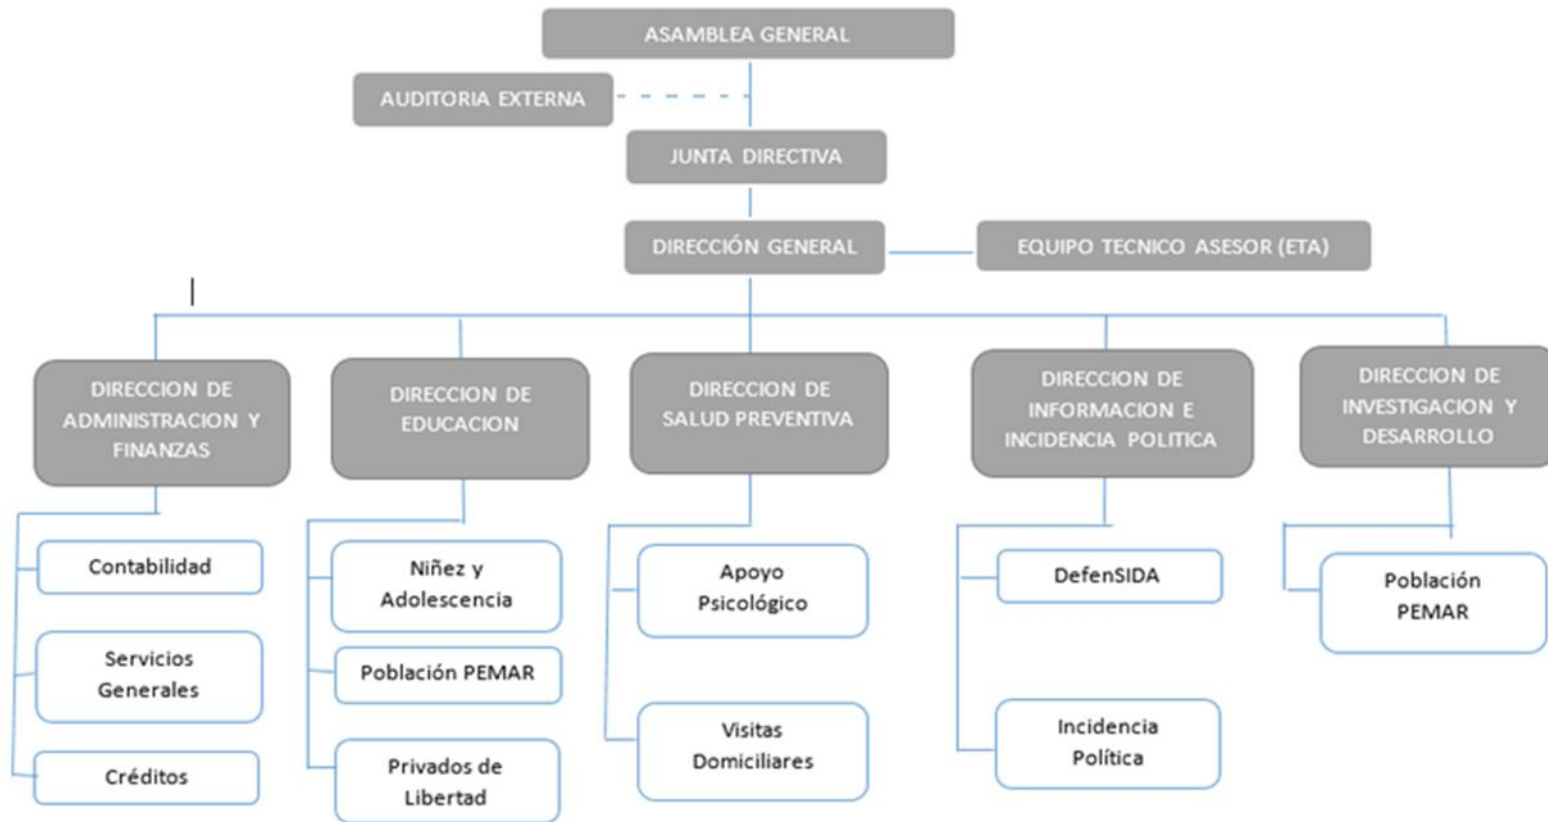 ASAMBLEA GENERAL
AUDITORIA EXTERNA
JUNTA DIRECTIVA
DIRECCIÓN GENERAL
EQUIPO TECNICO ASESOR (ETA)
DIRECCION DE
ADMINISTRACION Y
FINANZAS
DIRECCION DE
EDUCACION
DIRECCION DE
SALUD PREVENTIVA
DIRECCION DE
INFORMACION E
INCIDENCIA POLITICA
DIRECCION DE
INVESTIGACION Y
DESARROLLO
Contabilidad
Servicios
Generales
Créditos
Niñez y
Adolescencia
Población PEMAR
Privados de
Libertad
Apoyo
Psicológico
Visitas
Domiciliares
DefenSIDA
Incidencia
Política
Población
PEMAR